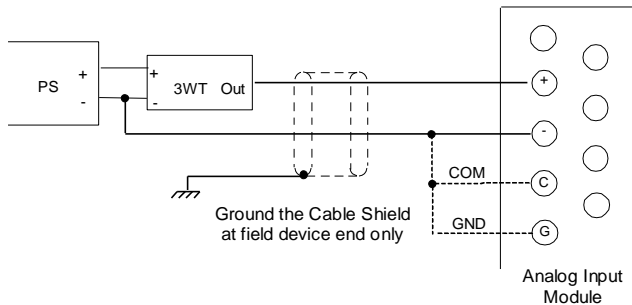 PS
+
-
+
-
3WT Out
+
-
COM
C
GND
G
Ground the Cable Shield
at field device end only
Analog Input
Module